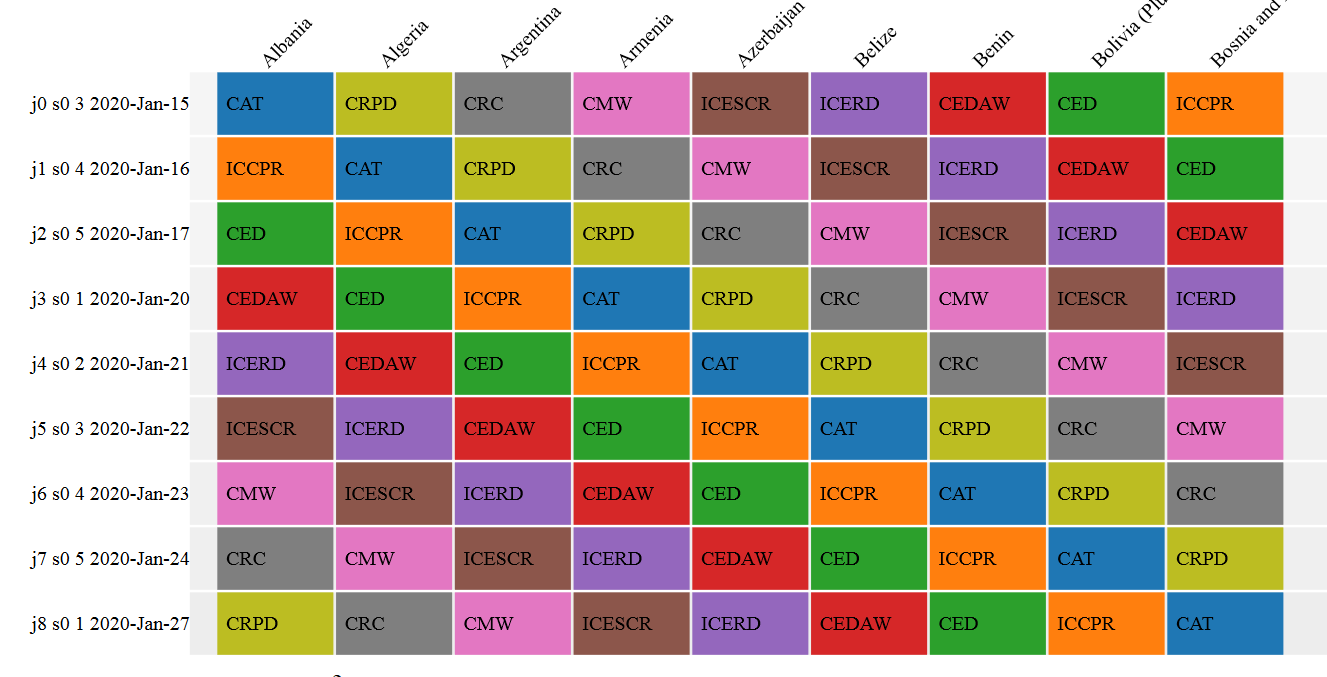 Albania Algeria Argentina Armenia Azerbaijan Belize Benin Bolivia Bosnia and
j0 s0 3 2020-Jan-15 CAT CRPD CRC CMW ICESCR ICERD CEDAW CED ICCPR
j1 s0 4 2020-Jan-16 ICCPR CAT CRPD CRC CMW ICESCR ICERD CEDAW CED
j2 s0 5 2020-Jan-17 CED ICCPR CAT CRPD CRC CMW ICESCR ICERD CEDAW
j3 s0 1 2020-Jan-20 CEDAW CED ICCPR CAT CRPD CRC CMW ICESCR ICERD
j4 s0 2 2020-Jan-21 ICERD CEDAW CED ICCPR CAT CRPD CRC CMW ICESCR
j5 s0 3 2020-Jan-22 ICESCR ICERD CEDAW CED ICCPR CAT CRPD CRC CMW
j6 s0 4 2020-Jan-23 CMW ICESCR ICERD CEDAW CED ICCPR CAT CRPD CRC
j7 s0 5 2020-Jan-24 CRC CMW ICESCR ICERD CEDAW CED ICCPR CAT CRPD
j8 s0 1 2020-Jan-27 CRPD CRC CMW ICESCR ICERD CEDAW CED ICCPR CAT